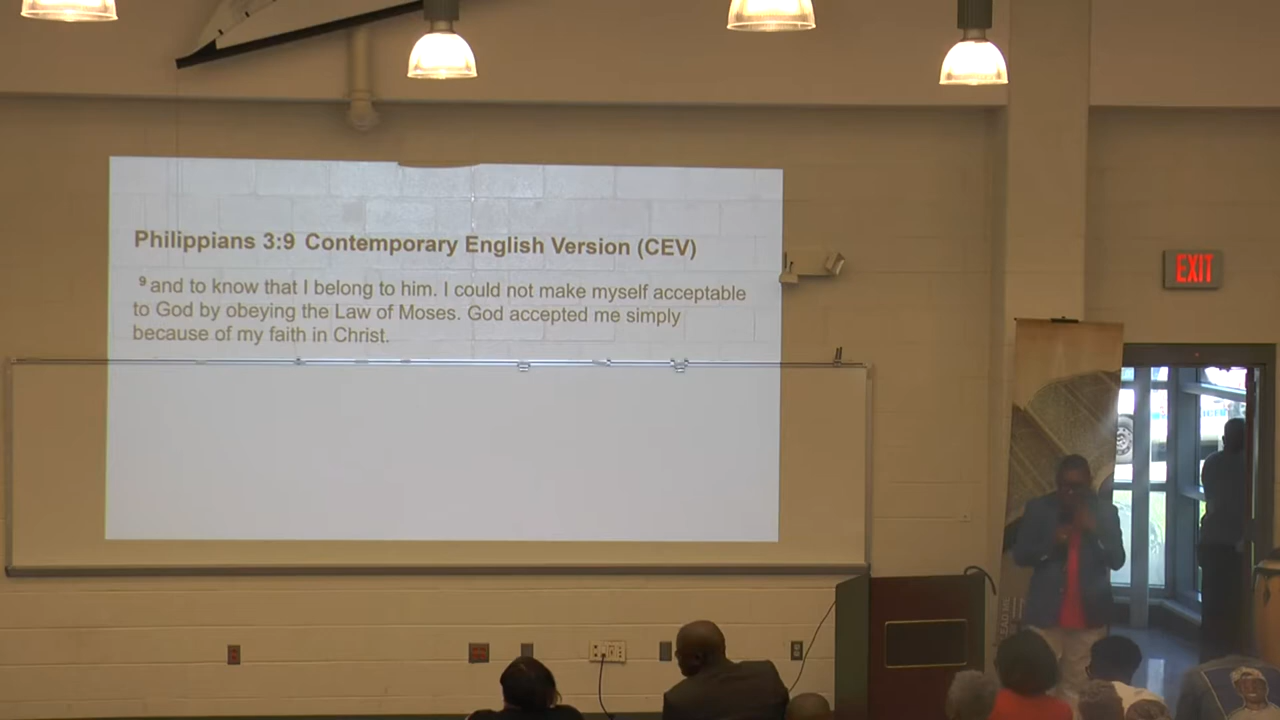 Philippians 3:9 Contemporary English Version (CEV)
9 and to know that I belong to him. I could not make myself acceptable
to God by obeying the Law of Moses. God accepted me simply
because of my faith in Christ.
EXIT
LEAD ME